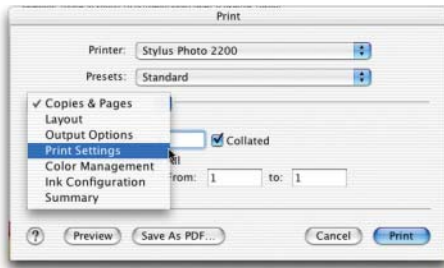 Print
Printer: Stylus Photo 2200
Presets: Standard
✓ Copies & Pages
Layout
Output Options
Print Settings
Collated
Color Management
Ink Configuration
From: 1 to: 1
Summary
? Preview Save As PDF... Cancel Print